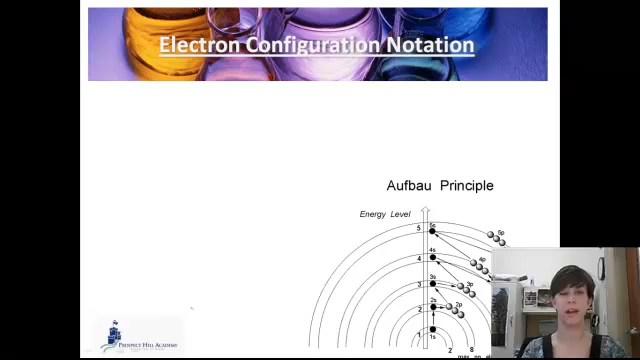 Electron Configuration Notation
Aufbau Principle
Energy Level
5
5s
5p
4
4s
4p
3
3s
3p
2
2s
2p
1
1s
2
8
PROSPECT HILL ACADEMY